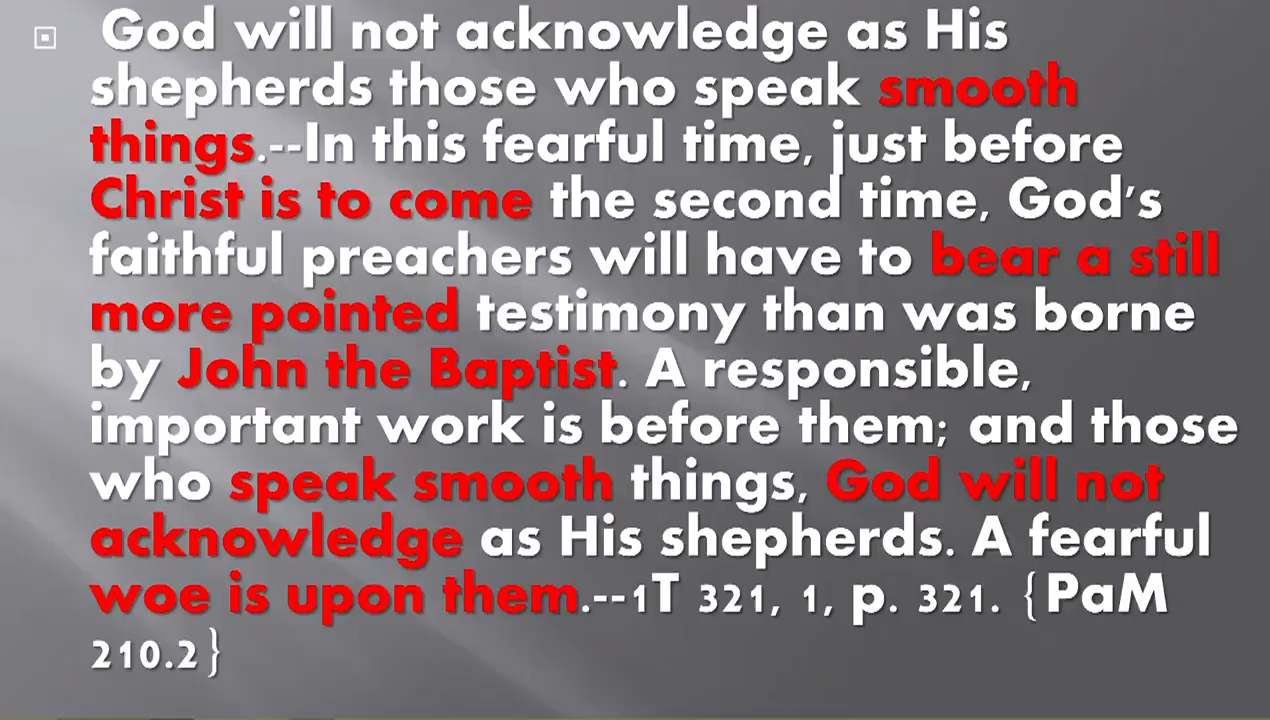 God will not acknowledge as His
shepherds those who speak smooth
things.--In this fearful time, just before
Christ is to come the second time, God's
faithful preachers will have to bear a still
more pointed testimony than was borne
by John the Baptist. A responsible,
important work is before them; and those
who speak smooth things, God will not
acknowledge as His shepherds. A fearful
woe is upon them.--1T 321, 1, p. 321. {PaM
210.2}